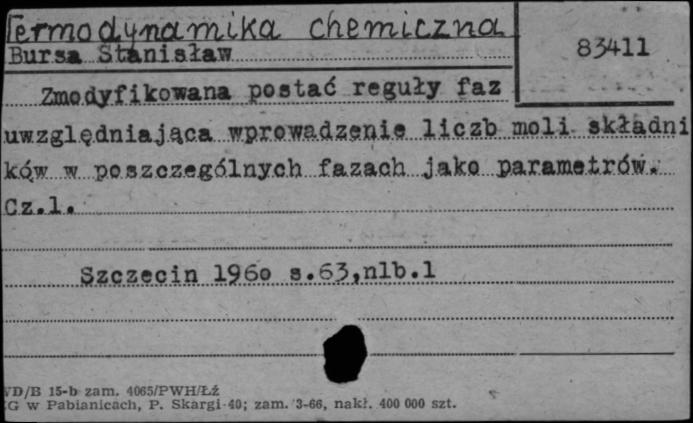 Termodynamika chemiczna
83411
Bursa Stanisław
Zmodyfikowana postać reguły faz
uwzględniająca wprowadzenie liczb moli składni
ków w poszczególnych fazach jako parametrów.
Cz.l.
Szczecin 1960 s.63,nlb.1
WD/B 15-b zam. 4065/PWH/Łź
G w Pabianicach, P. Skargi 40; zam. 3-66, nakł. 400 000 szt.